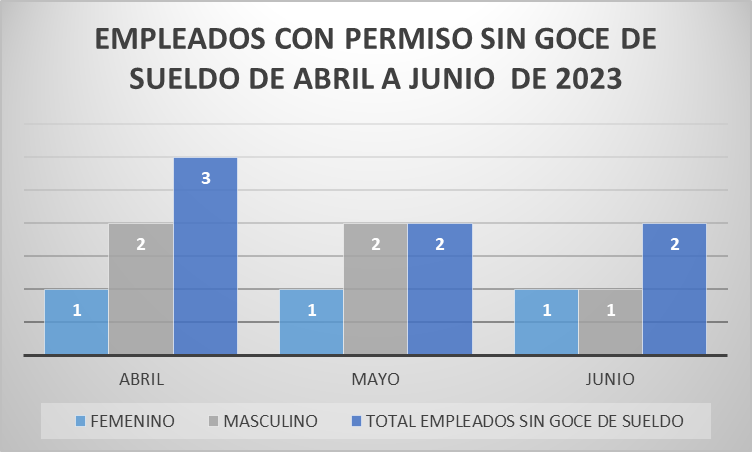 EMPLEADOS CON PERMISO SIN GOCE DE
SUELDO DE ABRIL A JUNIO  DE 2023
1 2 3 1 2 2 1 1 2
ABRIL MAYO JUNIO
FEMENINO MASCULINO TOTAL EMPLEADOS SIN GOCE DE SUELDO